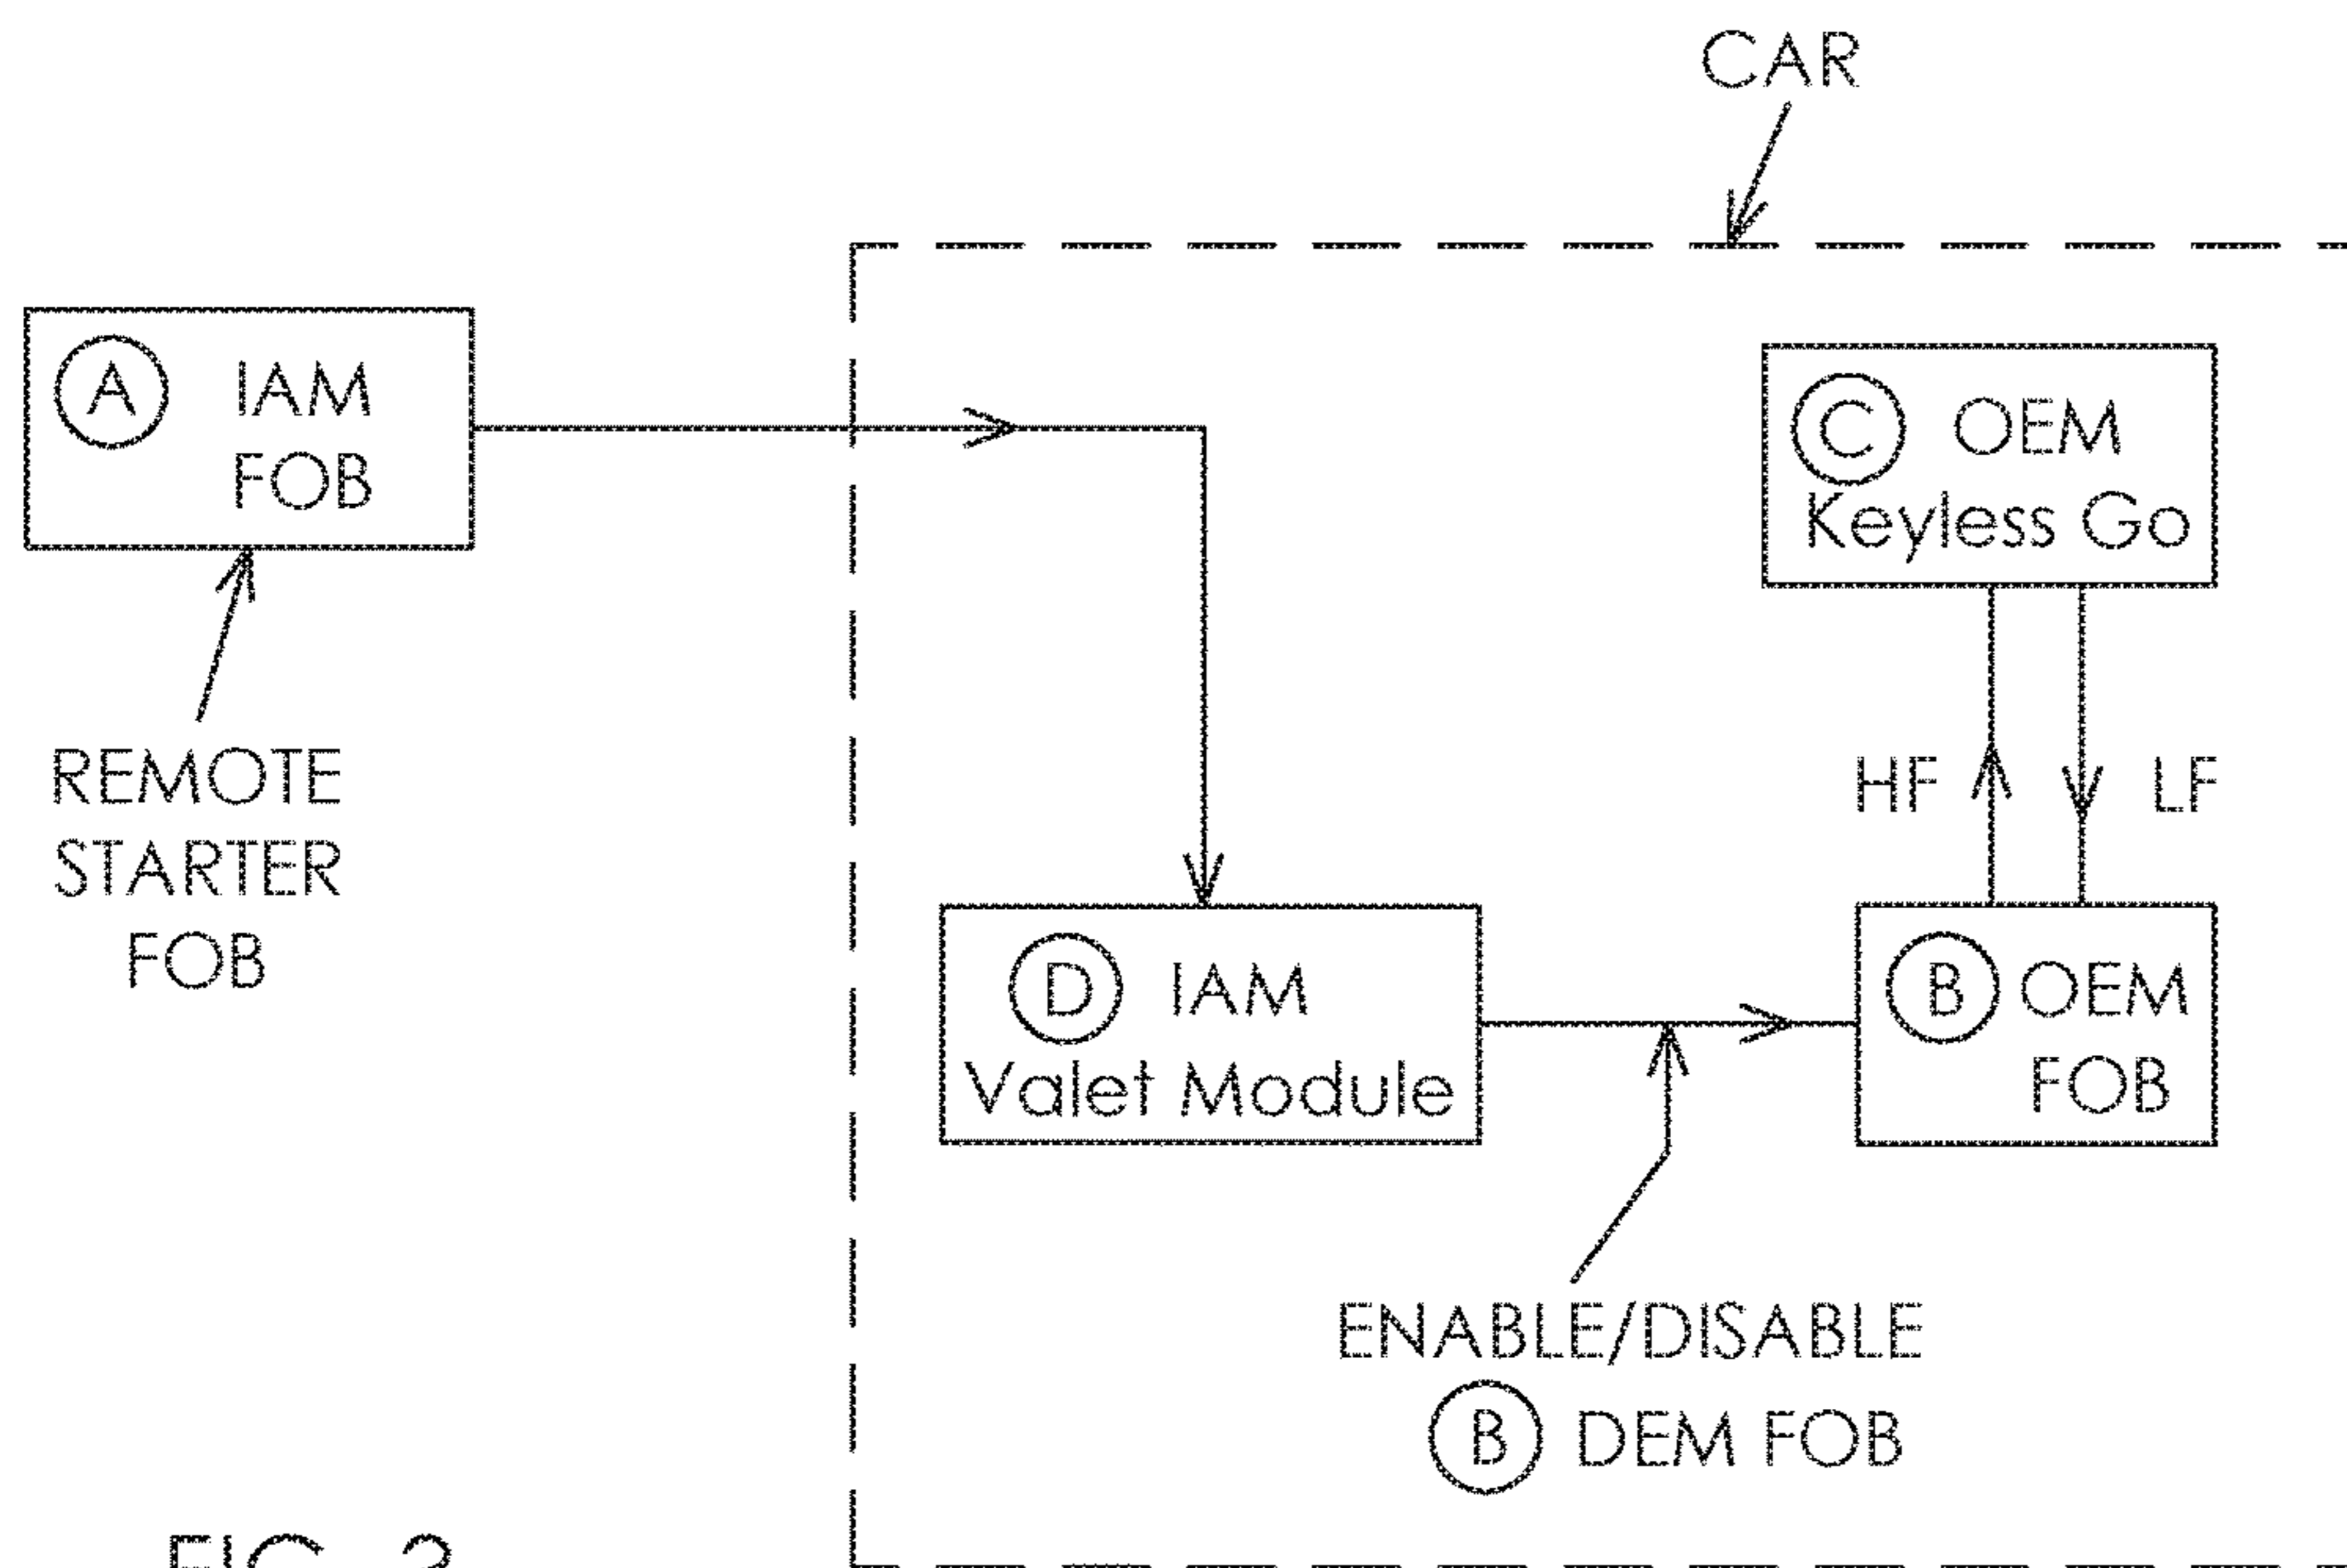 CAR
A IAM
FOB
C OEM
Keyless Go
REMOTE
STARTER
FOB
HF
LF
D IAM
Valet Module
B OEM
FOB
ENABLE/DISABLE
B DEM FOB
FIG.